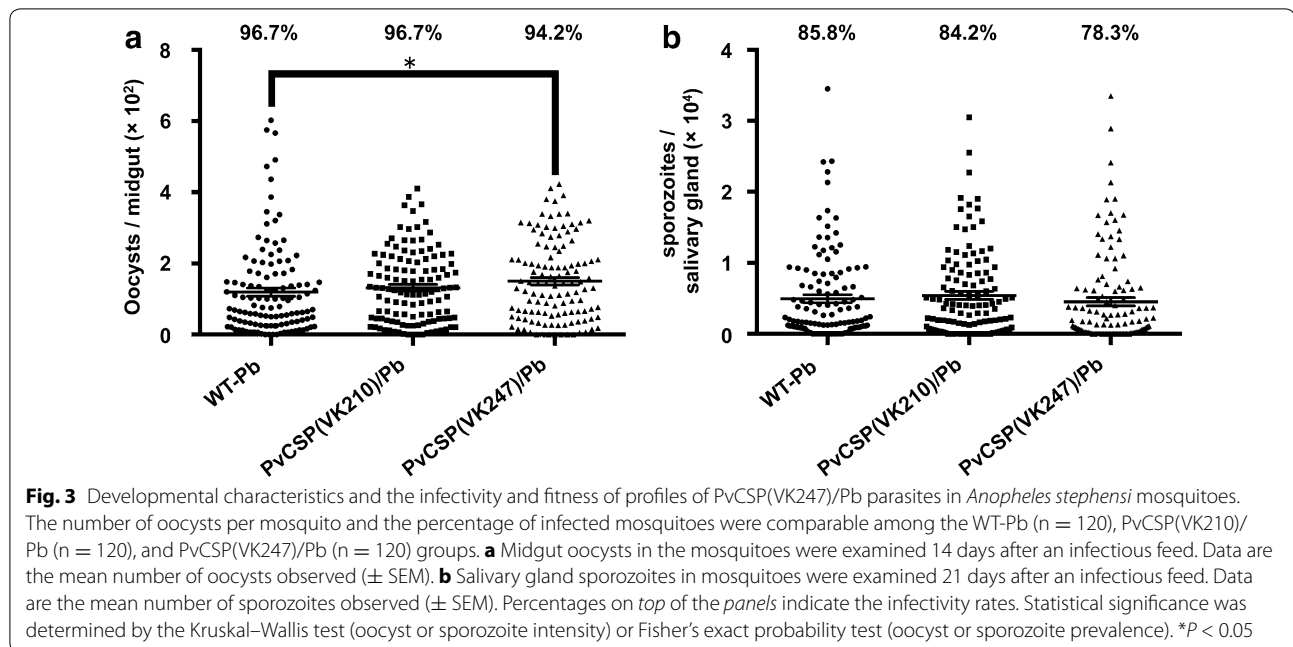 a
96.7% 96.7% 94.2%
8
6
4
2
0
Oocysts / midgut (× 10²)
*
WT-Pb
PvCSP(VK210)/Pb
PvCSP(VK247)/Pb
b
85.8% 84.2% 78.3%
4
3
2
1
0
sporozoites /
salivary gland (× 10⁴)
WT-Pb
PvCSP(VK210)/Pb
PvCSP(VK247)/Pb
Fig. 3 Developmental characteristics and the infectivity and fitness of profiles of PvCSP(VK247)/Pb parasites in Anopheles stephensi mosquitoes.
The number of oocysts per mosquito and the percentage of infected mosquitoes were comparable among the WT-Pb (n = 120), PvCSP(VK210)/
Pb (n = 120), and PvCSP(VK247)/Pb (n = 120) groups. a Midgut oocysts in the mosquitoes were examined 14 days after an infectious feed. Data are
the mean number of oocysts observed (± SEM). b Salivary gland sporozoites in mosquitoes were examined 21 days after an infectious feed. Data
are the mean number of sporozoites observed (± SEM). Percentages on top of the panels indicate the infectivity rates. Statistical significance was
determined by the Kruskal–Wallis test (oocyst or sporozoite intensity) or Fisher's exact probability test (oocyst or sporozoite prevalence). *P < 0.05